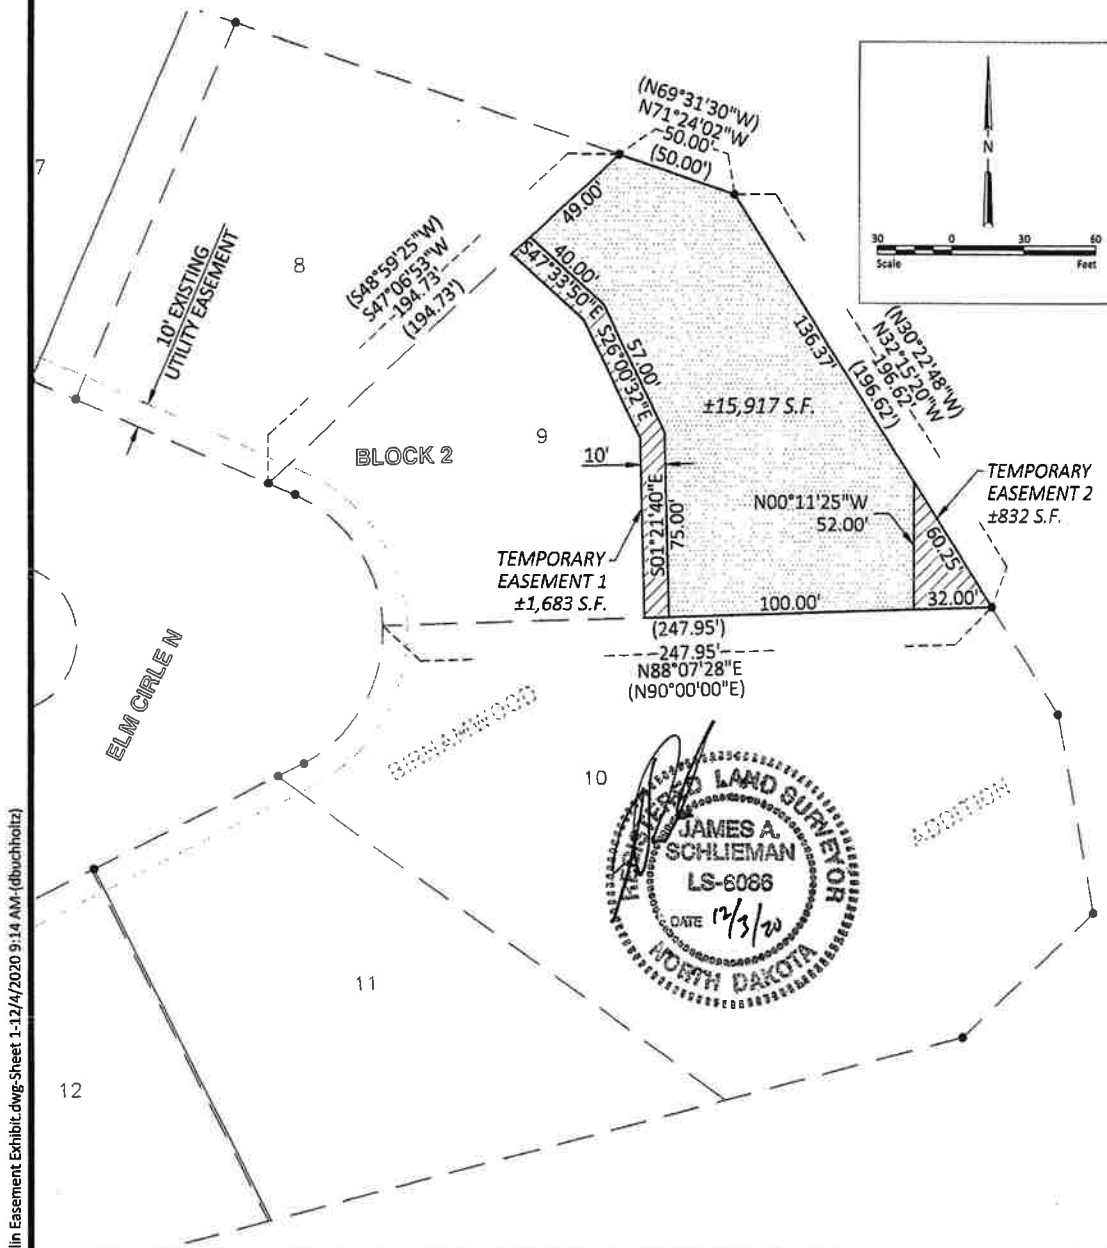 (N69°31'30"W)
N71°24'02"W
50.00'
(50.00')
N
30 0 30 60
Scale Feet
7
10' EXISTING
UTILITY EASEMENT
8
(S48°59'25"W)
S47°06'53"W
194.73'
(194.73')
49.00'
40.00'
S47°33'50"E
57.00'
S26°00'32"E
136.37'
(N30°22'48"W)
N32°15'20"W
196.62'
(196.62')
±15,917 S.F.
9
BLOCK 2
10'
S01°21'40"E
75.00'
N00°11'25"W
52.00'
TEMPORARY
EASEMENT 2
±832 S.F.
60.25'
TEMPORARY
EASEMENT 1
±1,683 S.F.
100.00'
32.00'
(247.95')
247.95'
N88°07'28"E
(N90°00'00"E)
ELM CIRLE N
BIRNAMWOOD
ADDITION
10
REGISTERED LAND SURVEYOR
JAMES A.
SCHLIEMAN
LS-6086
DATE 12/3/20
NORTH DAKOTA
11
12
lin Easement Exhibit.dwg-Sheet 1-12/4/2020 9:14 AM-(dbuchholtz)